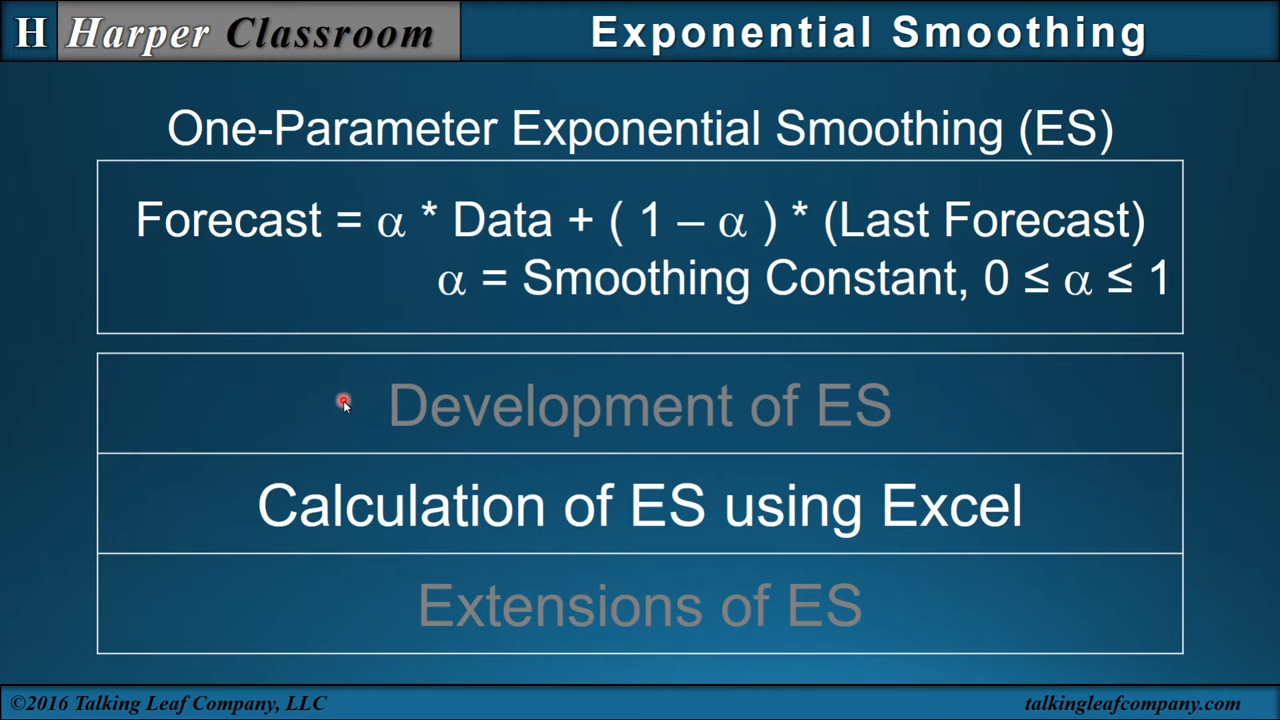 H Harper Classroom
Exponential Smoothing
One-Parameter Exponential Smoothing (ES)
Forecast = α * Data + ( 1 – α ) * (Last Forecast)
α = Smoothing Constant, 0 ≤ α ≤ 1
Development of ES
Calculation of ES using Excel
Extensions of ES
©2016 Talking Leaf Company, LLC
talkingleafcompany.com